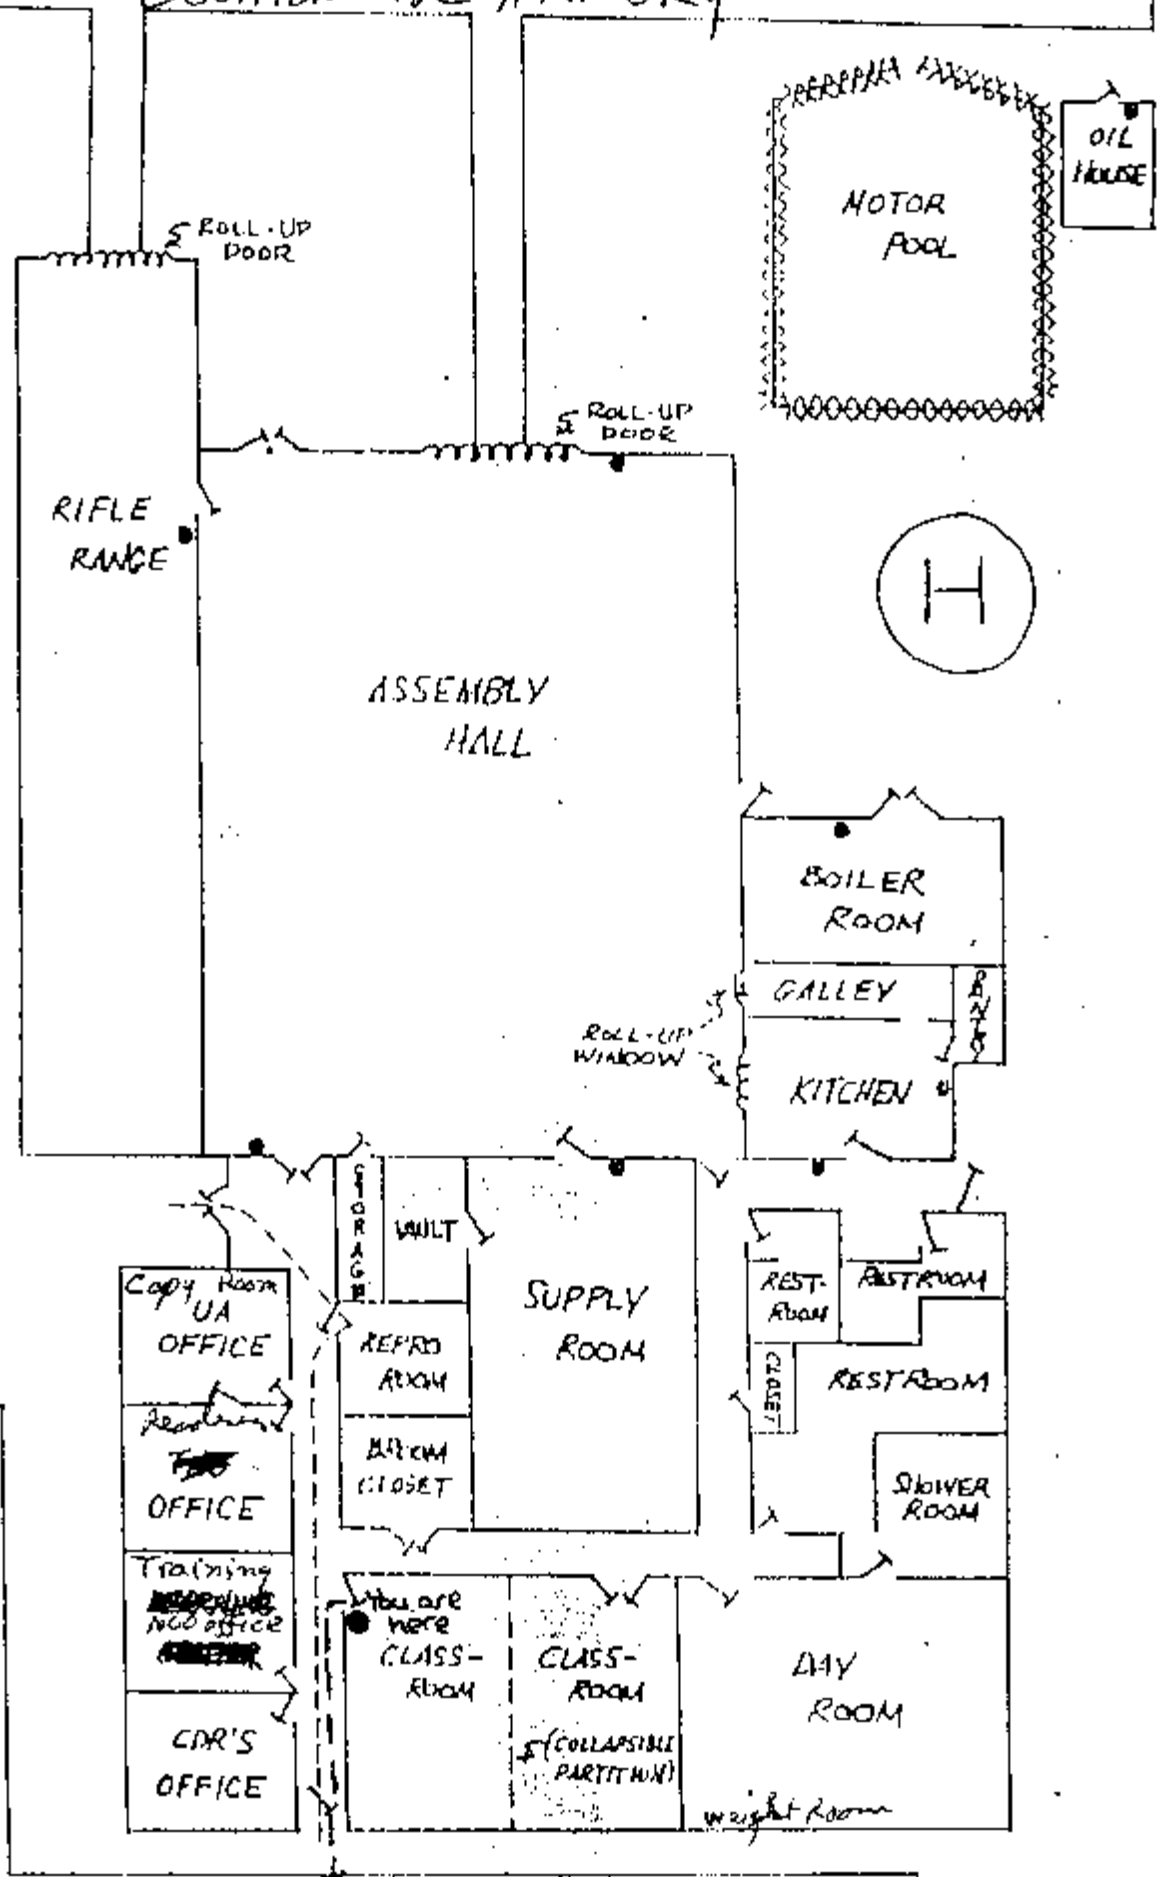 ROLL-UP
DOOR
OIL
HOUSE
MOTOR
POOL
ROLL-UP
DOOR
RIFLE
RANGE
H
ASSEMBLY
HALL
BOILER
ROOM
GALLEY
ROLL-UP
WINDOW
KITCHEN
STORAGE
VAULT
SUPPLY
ROOM
REST-
ROOM
RESTROOM
Copy Room
UA
OFFICE
REPRO
ROOM
CLOSET
RESTROOM
BROOM
CLOSET
OFFICE
SHOWER
ROOM
Training
NCO office
You are
here
CLASS-
ROOM
CLASS-
ROOM
(COLLAPSIBLE
PARTITION)
DAY
ROOM
CDR'S
OFFICE
weight Room